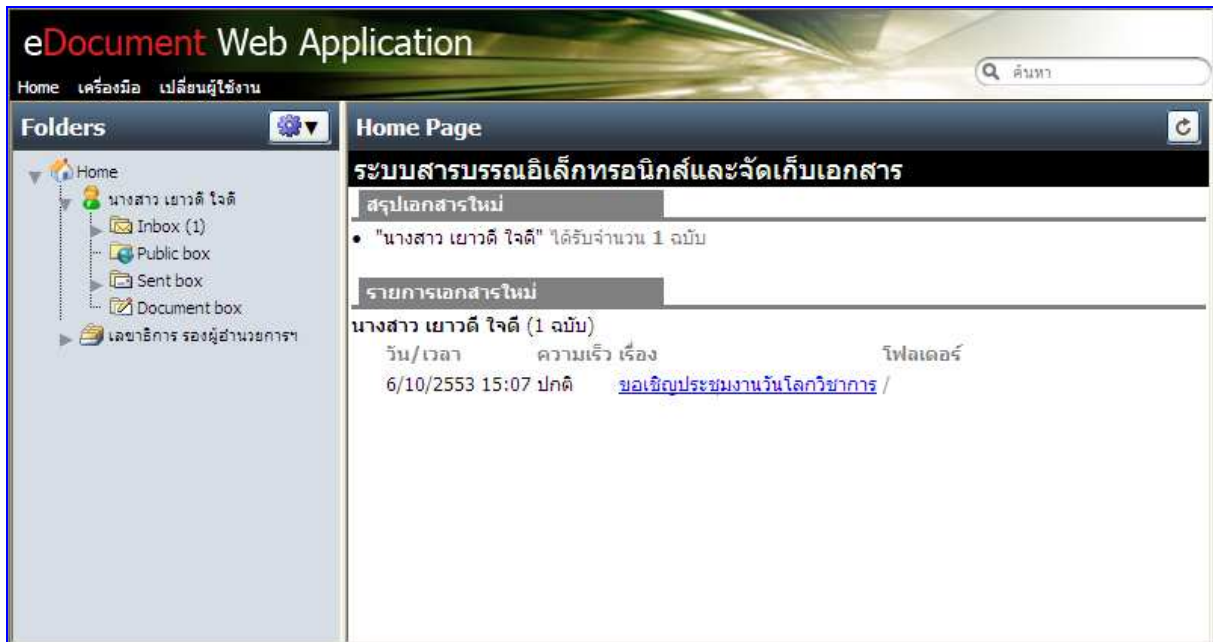 eDocument Web Application
Home เครื่องมือ เปลี่ยนผู้ใช้งาน
ค้นหา
Folders
Home
นางสาว เยาวดี ใจดี
Inbox (1)
Public box
Sent box
Document box
เลขาธิการ รองผู้อำนวยการฯ
Home Page
ระบบสารบรรณอิเล็กทรอนิกส์และจัดเก็บเอกสาร
สรุปเอกสารใหม่
• "นางสาว เยาวดี ใจดี" ได้รับจำนวน 1 ฉบับ
รายการเอกสารใหม่
นางสาว เยาวดี ใจดี (1 ฉบับ)
วัน/เวลา ความเร็ว เรื่อง โฟลเดอร์
6/10/2553 15:07 ปกติ ขอเชิญประชุมงานวันโลกวิชาการ /